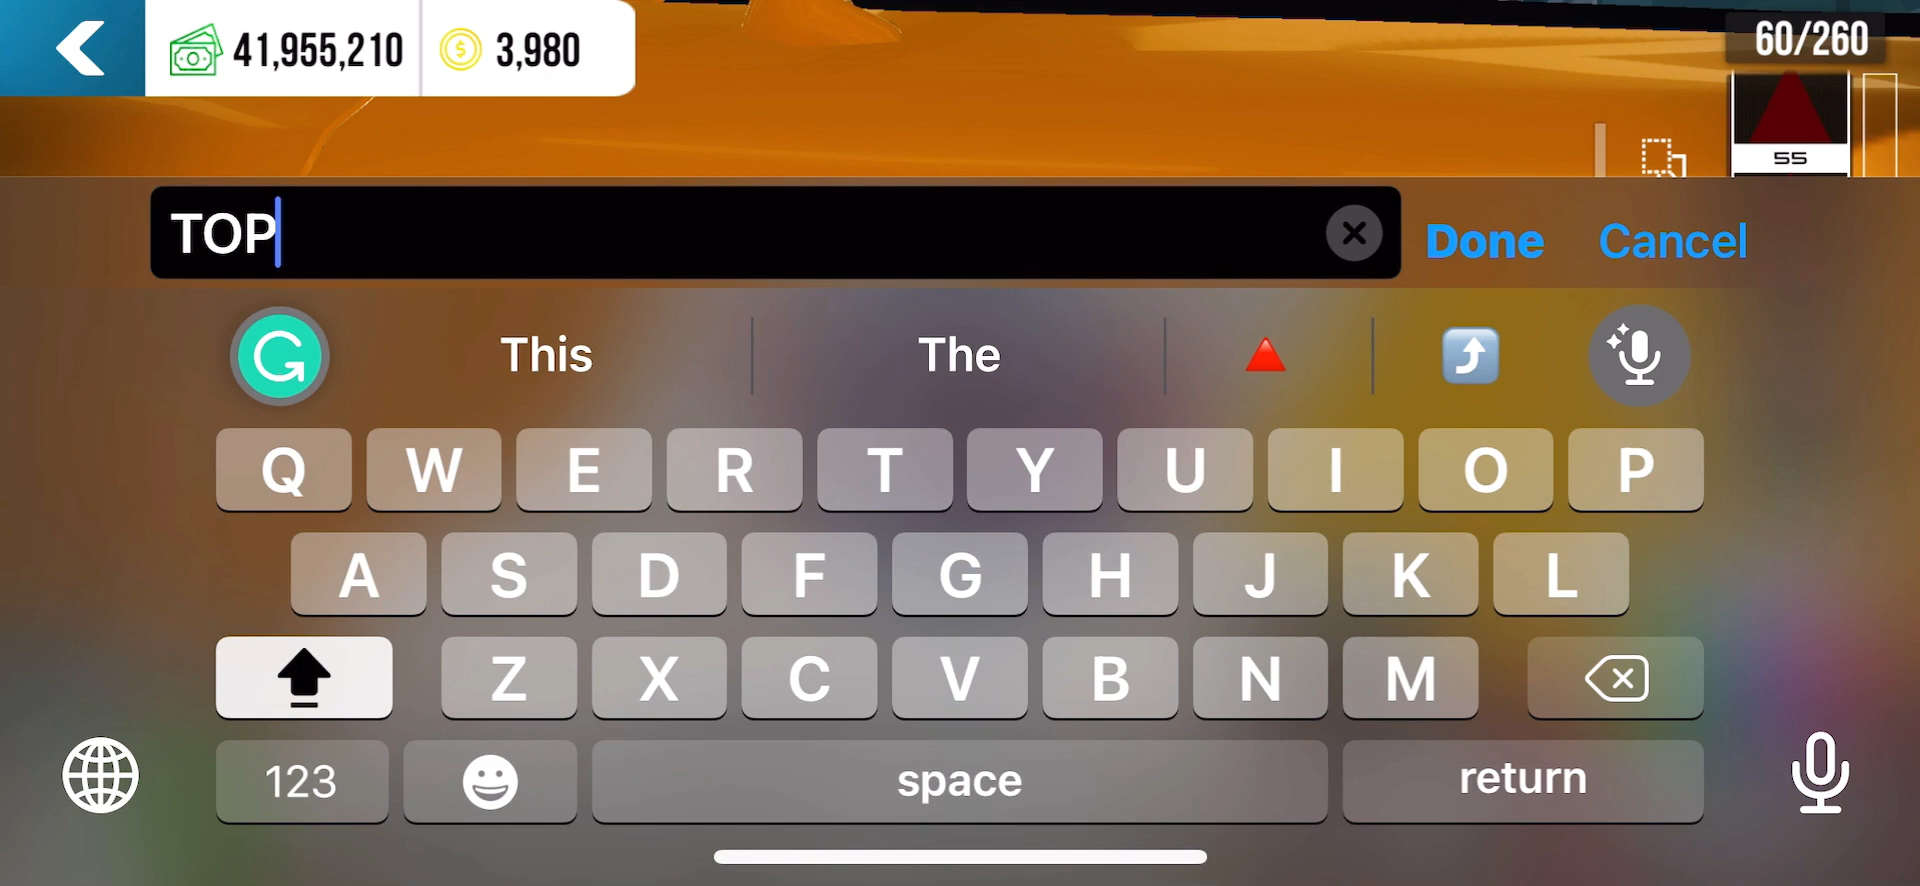 41,955,210 3,980 60/260
55
TOP Done Cancel
This The
Q W E R T Y U I O P
A S D F G H J K L
Z X C V B N M
123 space return